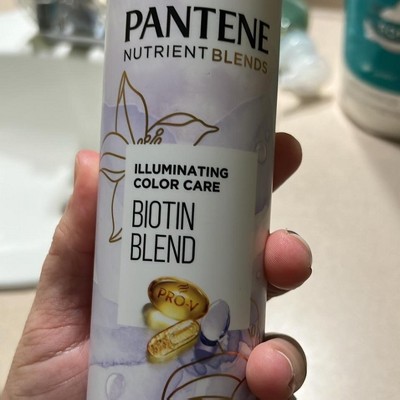 PANTENE
NUTRIENT BLENDS
ILLUMINATING
COLOR CARE
BIOTIN
BLEND
PRO-V